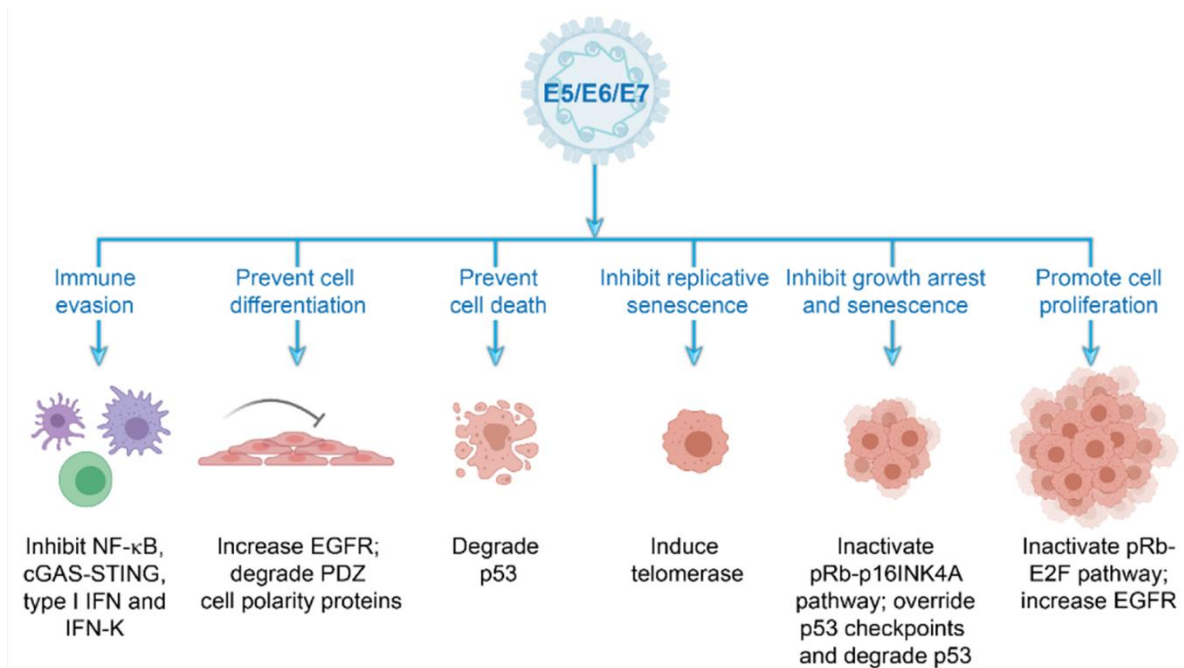 E5/E6/E7
Immune
evasion
Prevent cell
differentiation
Prevent
cell death
Inhibit replicative
senescence
Inhibit growth arrest
and senescence
Promote cell
proliferation
Inhibit NF-κB,
cGAS-STING,
type I IFN and
IFN-K
Increase EGFR;
degrade PDZ
cell polarity proteins
Degrade
p53
Induce
telomerase
Inactivate
pRb-p16INK4A
pathway; override
p53 checkpoints
and degrade p53
Inactivate pRb-
E2F pathway;
increase EGFR